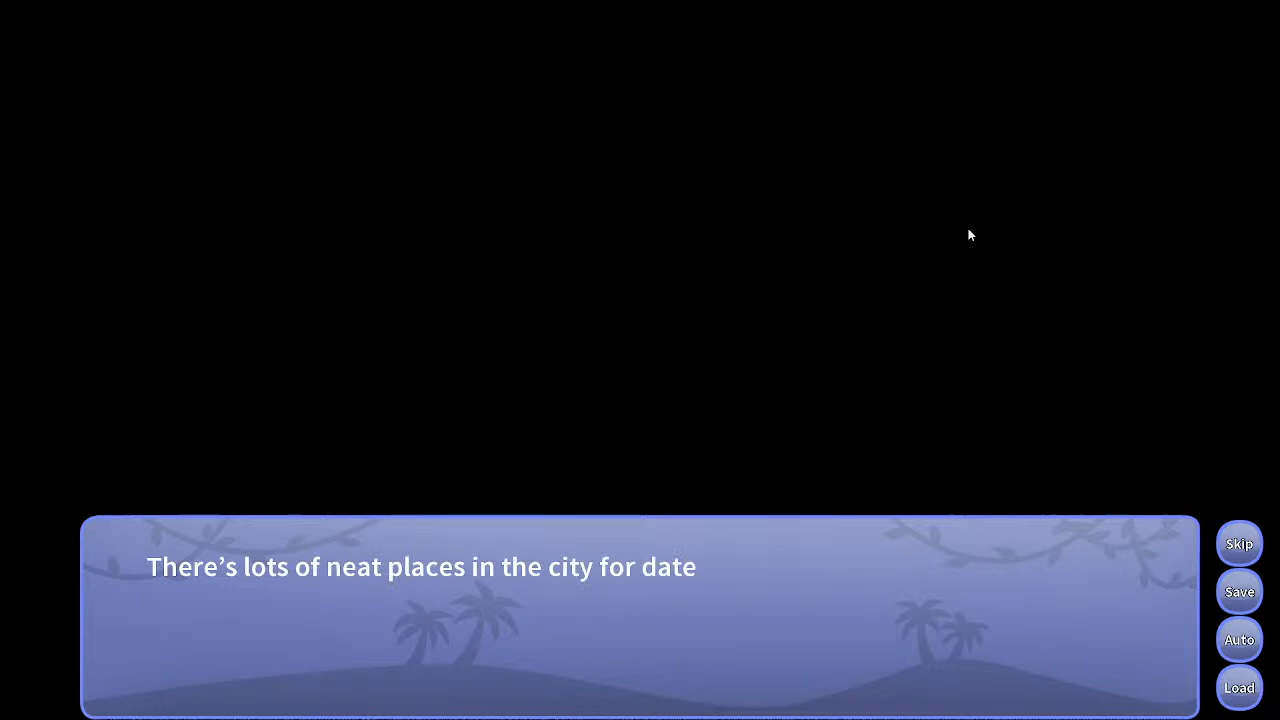 There’s lots of neat places in the city for date
Skip
Save
Auto
Load